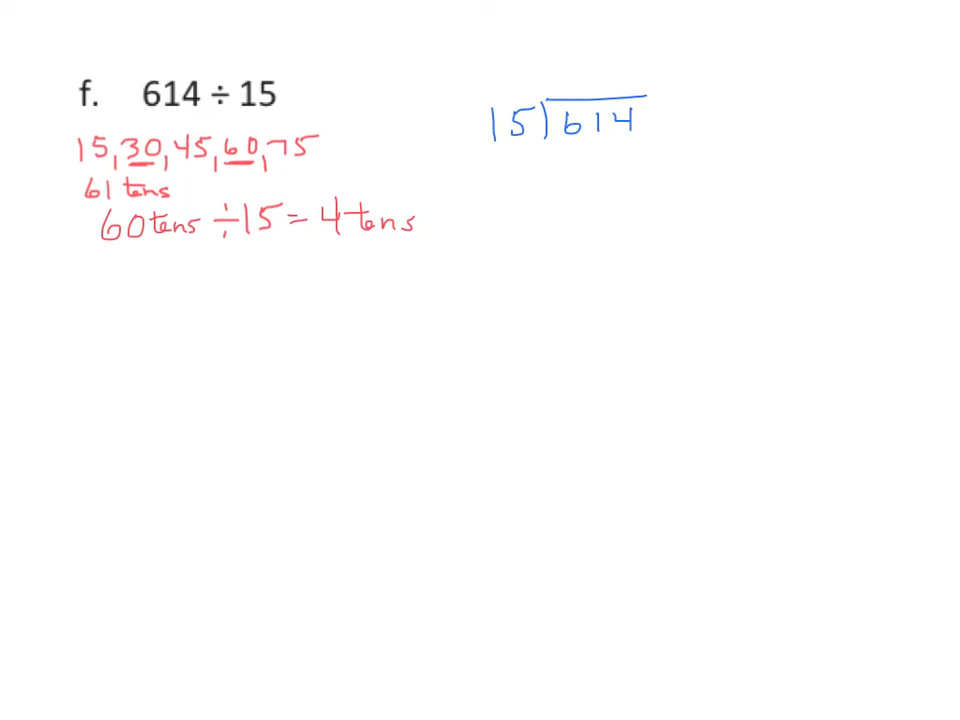 f. 614 ÷ 15
15, 30, 45, 60, 75
61 tens
60 tens ÷ 15 = 4 tens
15)614